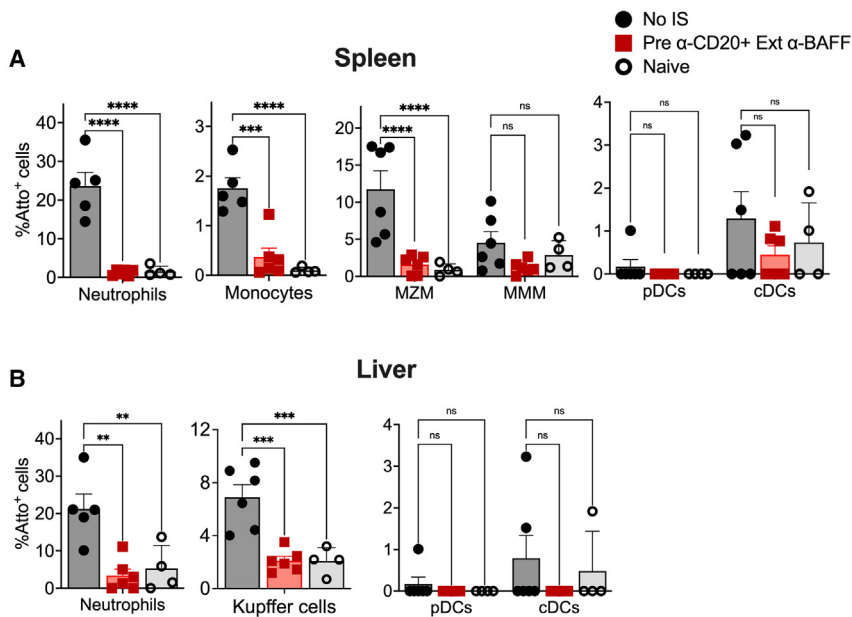 No IS
Pre α-CD20+ Ext α-BAFF
Naive
A
Spleen
%Atto⁺ cells
40
30
20
10
0
**** ****
Neutrophils
3
2
1
0
**** ***
Monocytes
20
15
10
5
0
**** ****
ns ns
MZM MMM
4
3
2
1
0
ns ns
ns ns
pDCs cDCs
B
Liver
%Atto⁺ cells
40
30
20
10
0
** **
Neutrophils
12
8
4
0
*** ***
Kupffer cells
4
3
2
1
0
ns ns
ns ns
pDCs cDCs